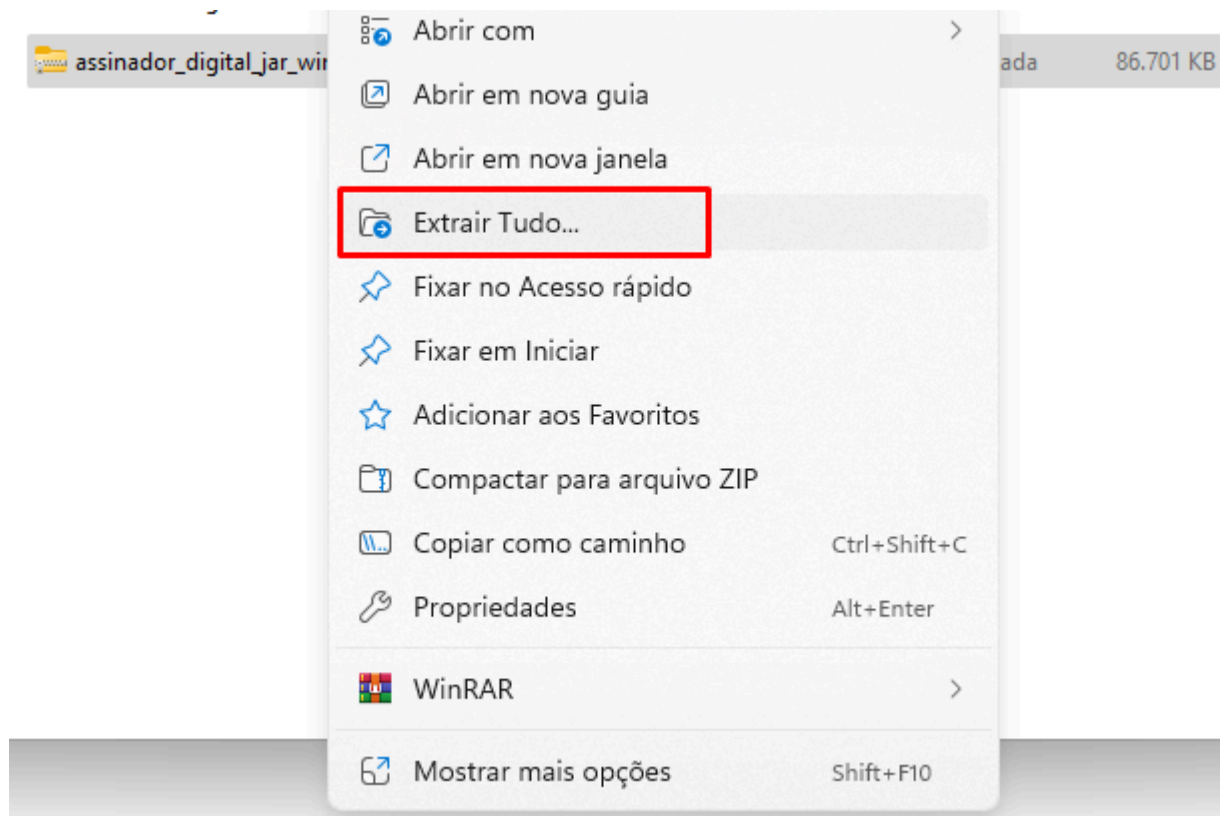 Abrir com
assinador_digital_jar_wir ada 86.701 KB
Abrir em nova guia
Abrir em nova janela
Extrair Tudo...
Fixar no Acesso rápido
Fixar em Iniciar
Adicionar aos Favoritos
Compactar para arquivo ZIP
Copiar como caminho Ctrl+Shift+C
Propriedades Alt+Enter
WinRAR
Mostrar mais opções Shift+F10